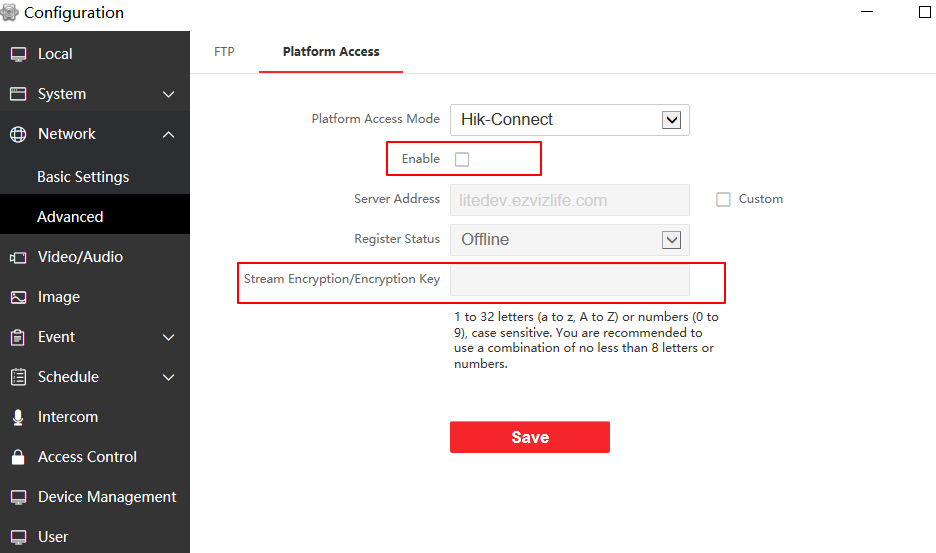 Configuration
Local
System
Network
Basic Settings
Advanced
Video/Audio
Image
Event
Schedule
Intercom
Access Control
Device Management
User
FTP
Platform Access
Platform Access Mode
Hik-Connect
Enable
Server Address
litedev.ezvizlife.com
Custom
Register Status
Offline
Stream Encryption/Encryption Key
1 to 32 letters (a to z, A to Z) or numbers (0 to
9), case sensitive. You are recommended to
use a combination of no less than 8 letters or
numbers.
Save